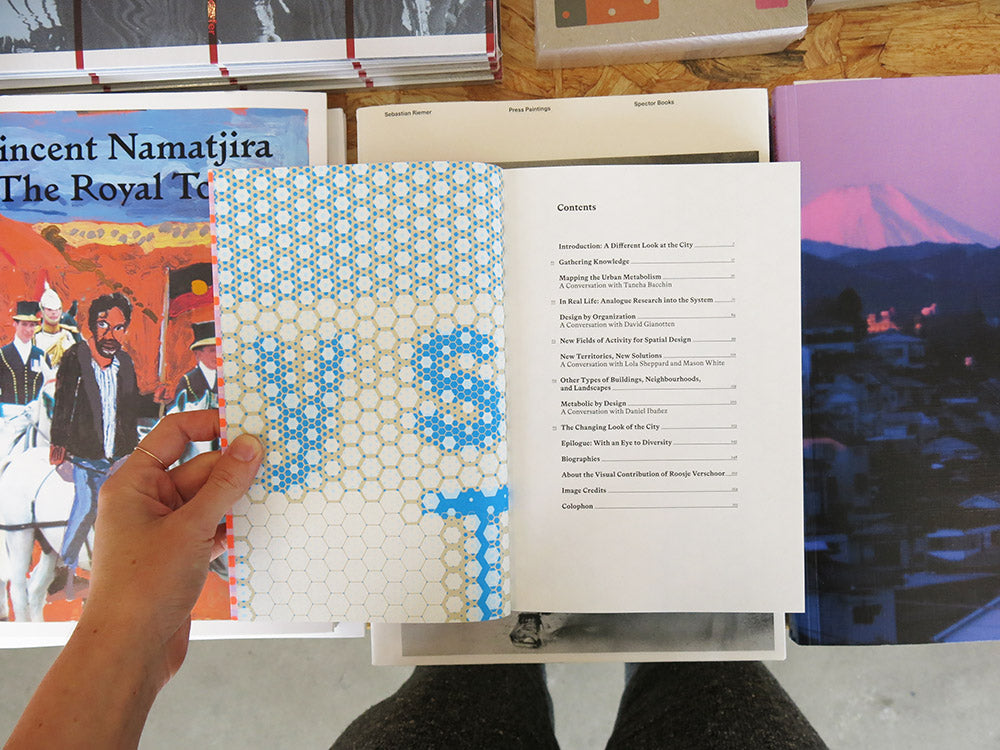 Sebastian Riemer
Press Paintings
Spector Books
incent Namatjira
The Royal To
ys
T
Contents
Introduction: A Different Look at the City
Gathering Knowledge
Mapping the Urban Metabolism
A Conversation with Taneha Bacchin
In Real Life: Analogue Research into the System
Design by Organization
A Conversation with David Gianotten
New Fields of Activity for Spatial Design
New Territories, New Solutions
A Conversation with Lola Sheppard and Mason White
Other Types of Buildings, Neighbourhoods,
and Landscapes
Metabolic by Design
A Conversation with Daniel Ibañez
The Changing Look of the City
Epilogue: With an Eye to Diversity
Biographies
About the Visual Contribution of Roosje Verschoor
Image Credits
Colophon